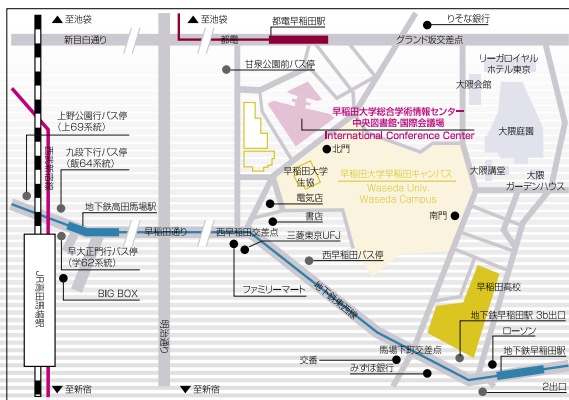 ▲至池袋
▲至池袋
都電早稲田駅
りそな銀行
新目白通り
都電
グランド坂交差点
甘泉公園前バス停
リーガロイヤル
ホテル東京
大隈会館
早稲田大学総合学術情報センター
中央図書館・国際会議場
International Conference Center
大隈庭園
上野公園行バス停
(上69系統)
西武新宿線
北門
九段下行バス停
(飯64系統)
早稲田大学
生協
早稲田大学早稲田キャンパス
Waseda Univ.
Waseda Campus
大隈講堂
大隈
ガーデンハウス
電気店
地下鉄高田馬場駅
書店
南門
早稲田通り
西早稲田交差点
三菱東京UFJ
早大正門行バス停
(学62系統)
西早稲田バス停
JR高田馬場駅
BIG BOX
ファミリーマート
地下鉄東西線
早稲田高校
明治通り
地下鉄早稲田駅 3b出口
ローソン
馬場下町交差点
交番
地下鉄早稲田駅
みずほ銀行
▼至新宿
▼至新宿
2出口